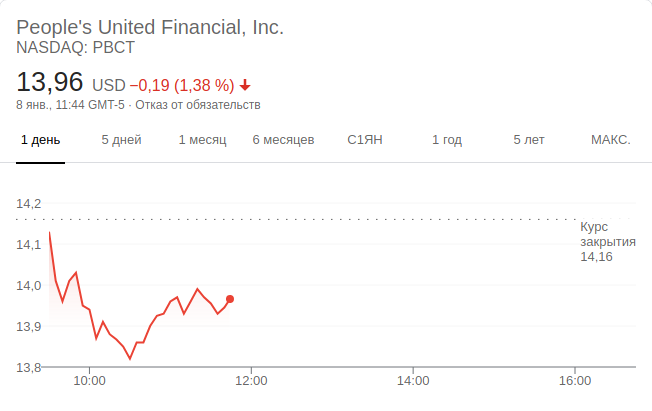 People's United Financial, Inc.
NASDAQ: PBCT
13,96 USD −0,19 (1,38 %)
8 янв., 11:44 GMT-5 · Отказ от обязательств
1 день 5 дней 1 месяц 6 месяцев С1ЯН 1 год 5 лет МАКС.
14,2
Курс
закрытия
14,16
14,1
14,0
13,9
13,8
10:00 12:00 14:00 16:00